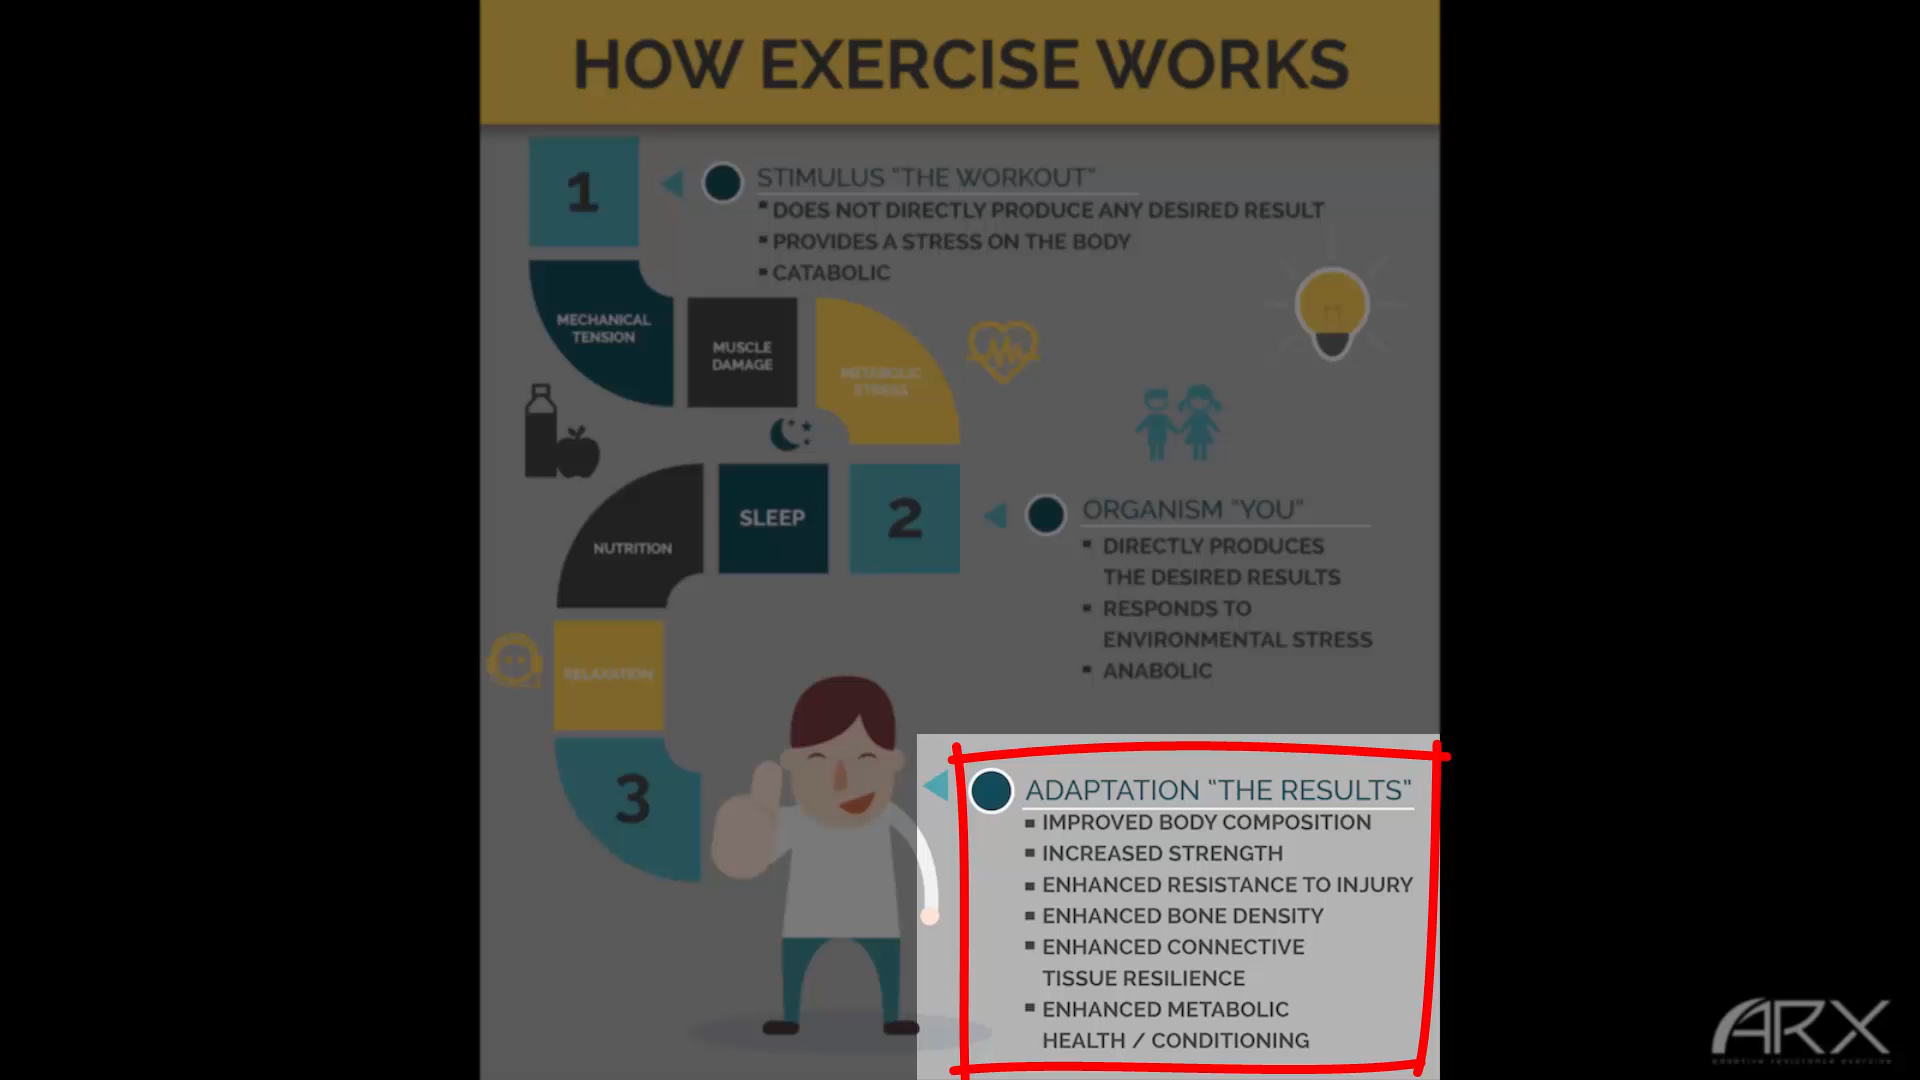 HOW EXERCISE WORKS
1
STIMULUS "THE WORKOUT"
▪ DOES NOT DIRECTLY PRODUCE ANY DESIRED RESULT
▪ PROVIDES A STRESS ON THE BODY
▪ CATABOLIC
MECHANICAL
TENSION
MUSCLE
DAMAGE
METABOLIC
STRESS
NUTRITION
SLEEP
2
ORGANISM "YOU"
▪ DIRECTLY PRODUCES
THE DESIRED RESULTS
▪ RESPONDS TO
ENVIRONMENTAL STRESS
▪ ANABOLIC
RELAXATION
3
ADAPTATION "THE RESULTS"
▪ IMPROVED BODY COMPOSITION
▪ INCREASED STRENGTH
▪ ENHANCED RESISTANCE TO INJURY
▪ ENHANCED BONE DENSITY
▪ ENHANCED CONNECTIVE
TISSUE RESILIENCE
▪ ENHANCED METABOLIC
HEALTH / CONDITIONING
ARX